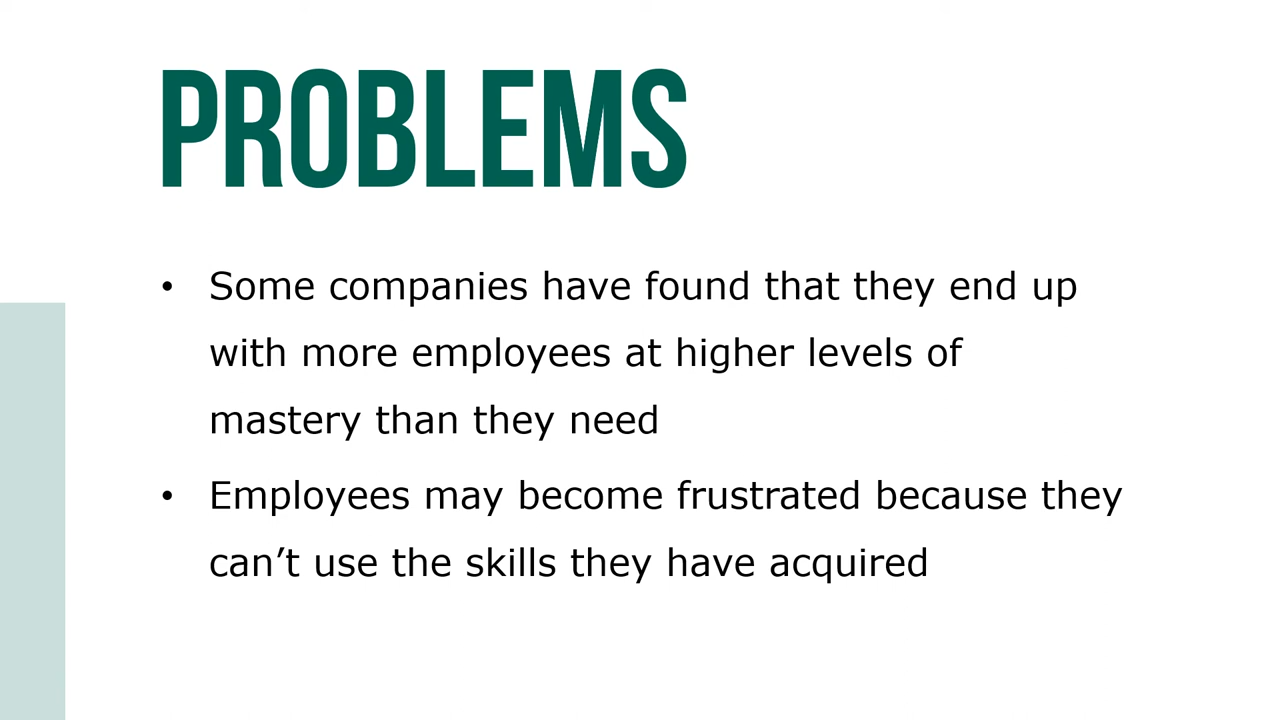 PROBLEMS
• Some companies have found that they end up
with more employees at higher levels of
mastery than they need
• Employees may become frustrated because they
can’t use the skills they have acquired